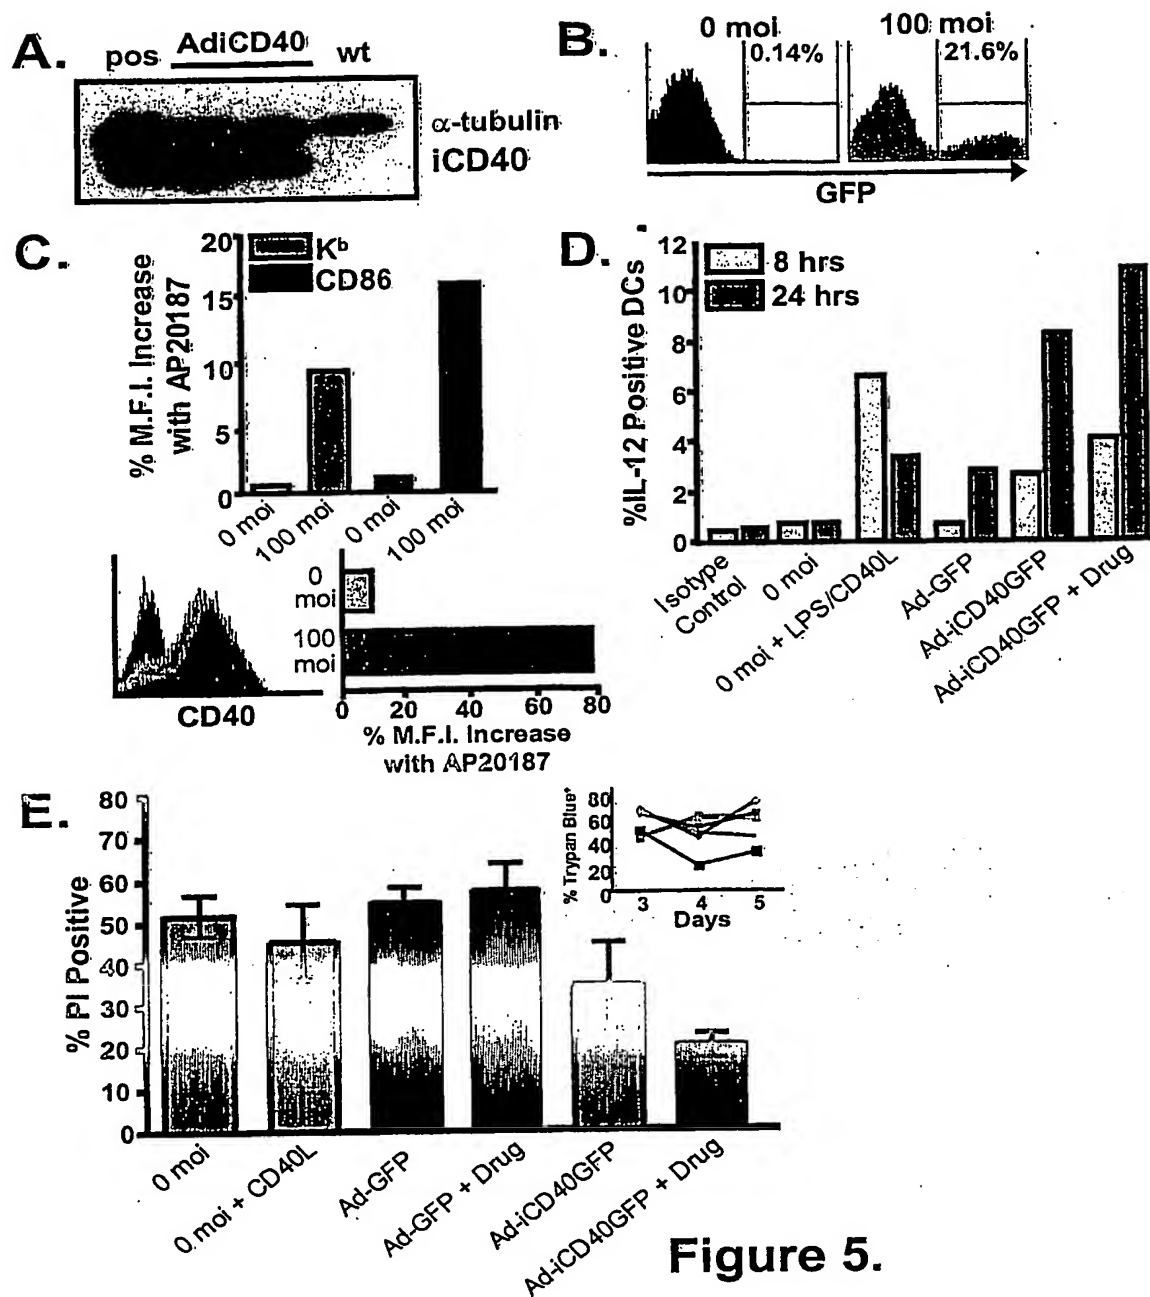 A.
pos AdiCD40 wt
α-tubulin
iCD40
B.
0 moi 100 moi
0.14% 21.6%
GFP
C.
% M.F.I. Increase
with AP20187
20
15
10
5
0
Kᵇ
CD86
0 moi
100 moi
0 moi
100 moi
CD40
0
moi
100
moi
0 20 40 60 80
% M.F.I. Increase
with AP20187
D.
%IL-12 Positive DCs
12
10
8
6
4
2
0
8 hrs
24 hrs
Isotype
Control
0 moi
0 moi + LPS/CD40L
Ad-GFP
Ad-iCD40GFP
Ad-iCD40GFP + Drug
E.
% PI Positive
80
70
60
50
40
30
20
10
0
0 moi
0 moi + CD40L
Ad-GFP
Ad-GFP + Drug
Ad-iCD40GFP
Ad-iCD40GFP + Drug
% Trypan Blue⁺
80
60
40
20
0
3 4 5
Days
Figure 5.